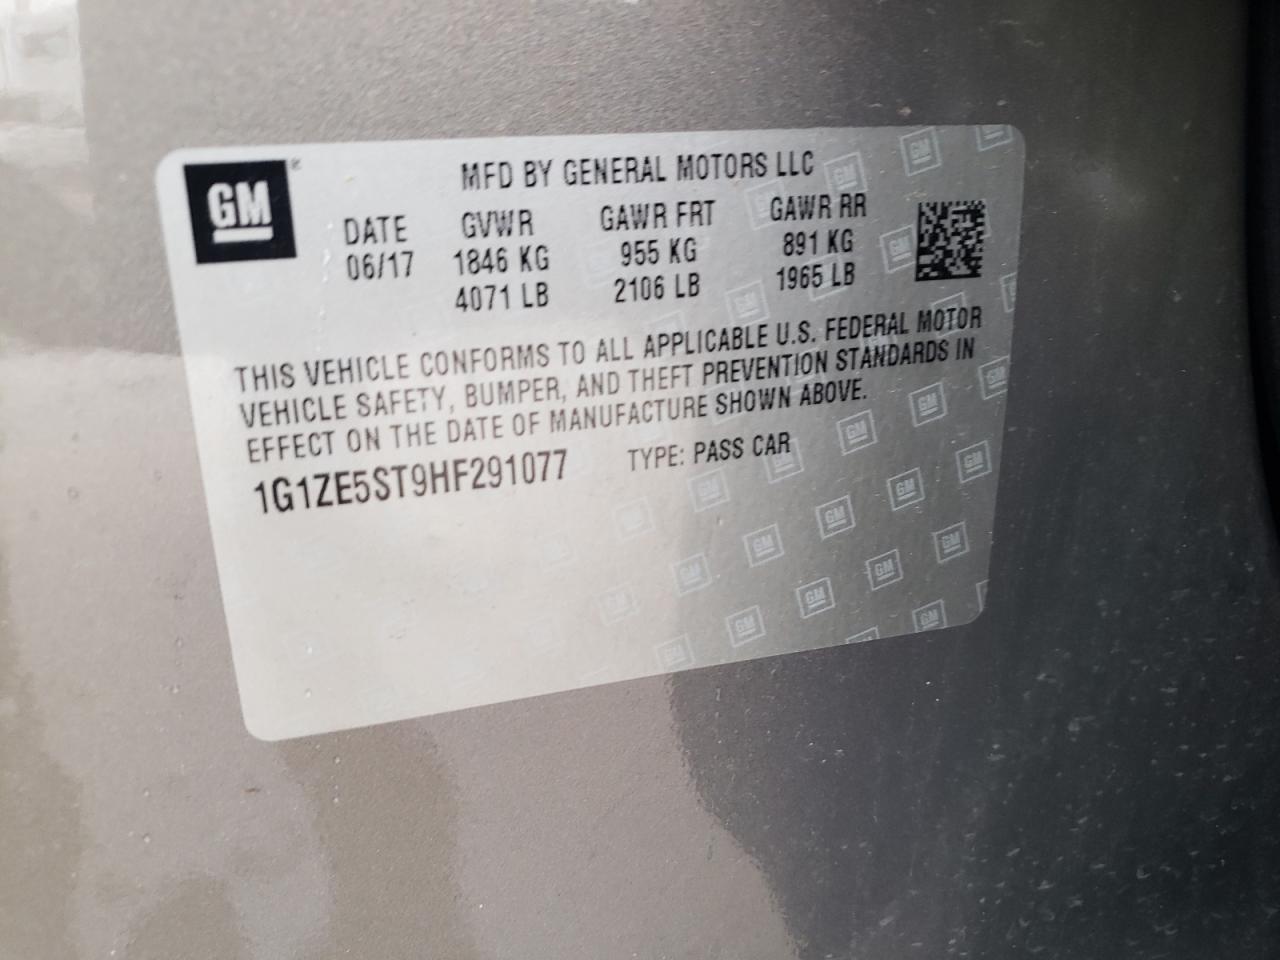 GM
MFD BY GENERAL MOTORS LLC
DATE GVWR GAWR FRT GAWR RR
06/17 1846 KG 955 KG 891 KG
4071 LB 2106 LB 1965 LB
THIS VEHICLE CONFORMS TO ALL APPLICABLE U.S. FEDERAL MOTOR
VEHICLE SAFETY, BUMPER, AND THEFT PREVENTION STANDARDS IN
EFFECT ON THE DATE OF MANUFACTURE SHOWN ABOVE.
1G1ZE5ST9HF291077 TYPE: PASS CAR